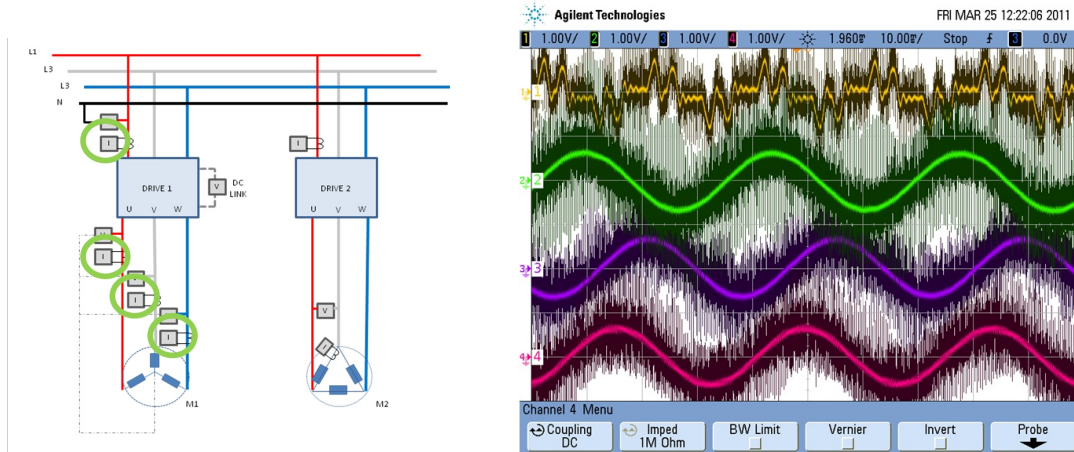 L1
L3
L3
N
I
I
DRIVE 1
V
DC
LINK
DRIVE 2
U V W
U V W
V
I
V
I
V
I
V
I
M1
M2
Agilent Technologies
FRI MAR 25 12:22:06 2011
1 1.00V/ 2 1.00V/ 3 1.00V/ 4 1.00V/ 1.960 10.00 Stop 3 0.0V
1
2
3
4
Channel 4 Menu
Coupling
DC
Imped
1M Ohm
BW Limit
Vernier
Invert
Probe